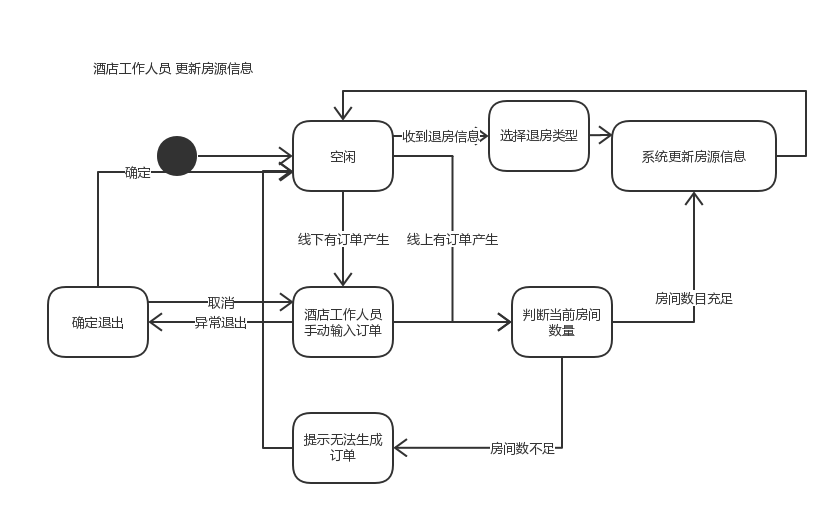 酒店工作人员 更新房源信息
收到退房信息
选择退房类型
空闲
系统更新房源信息
确定
线下有订单产生
线上有订单产生
房间数目充足
取消
确定退出
异常退出
酒店工作人员
手动输入订单
判断当前房间
数量
提示无法生成
订单
房间数不足